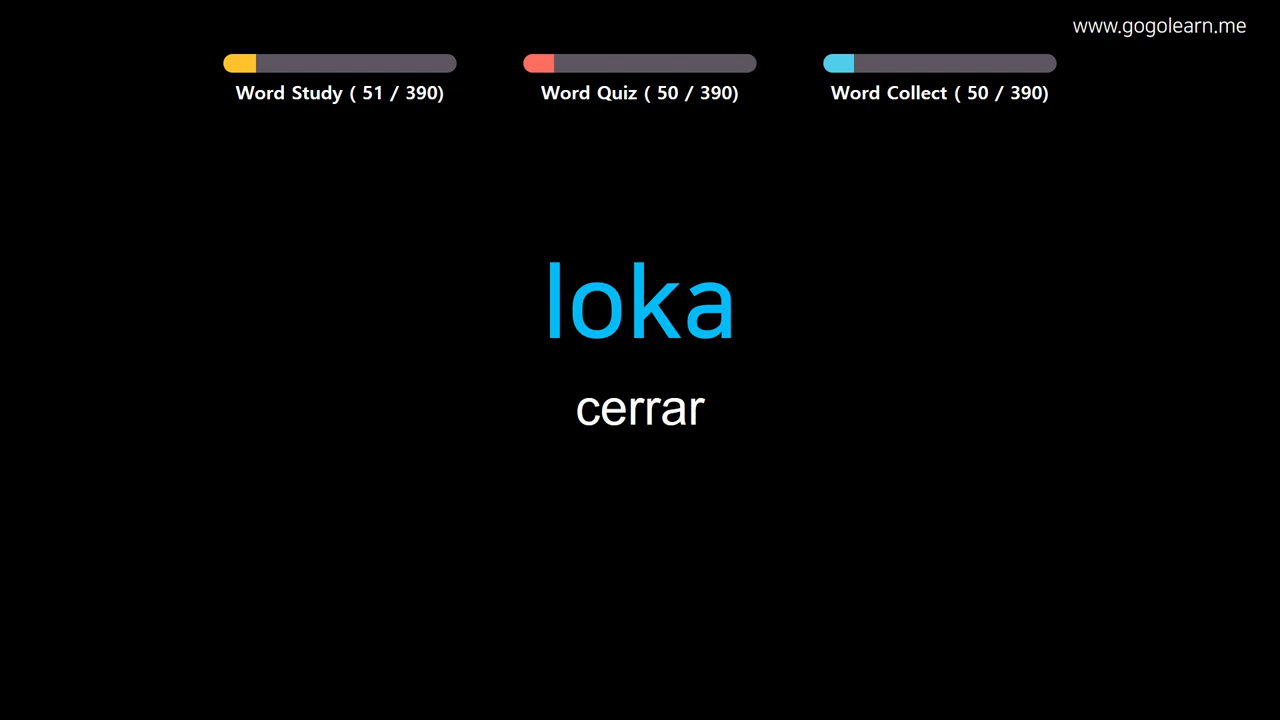 www.gogolearn.me
Word Study ( 51 / 390)
Word Quiz ( 50 / 390)
Word Collect ( 50 / 390)
loka
cerrar